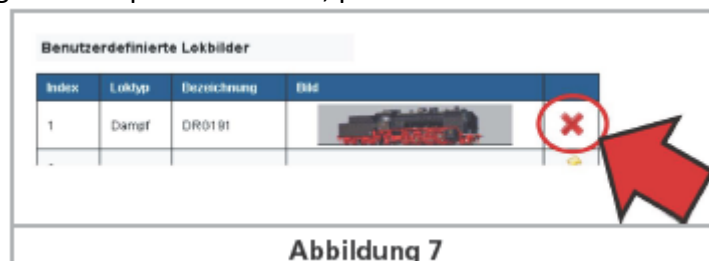 Benutzerdefinierte Lokbilder
Index Loktyp Bezeichnung Bild
1 Dampf DR0191
Abbildung 7